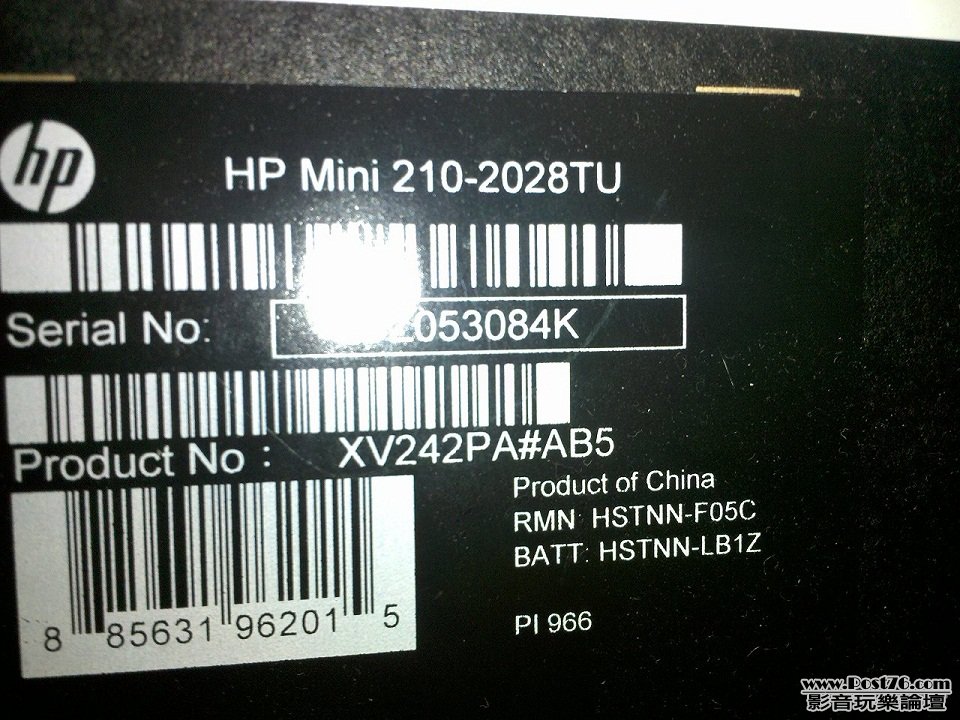 hp
HP Mini 210-2028TU
Serial No: 2053084K
Product No : XV242PA#AB5
Product of China
RMN HSTNN-F05C
BATT: HSTNN-LB1Z
PI 966
8 85631 96201 5
www.Post76.com
影音玩樂論壇